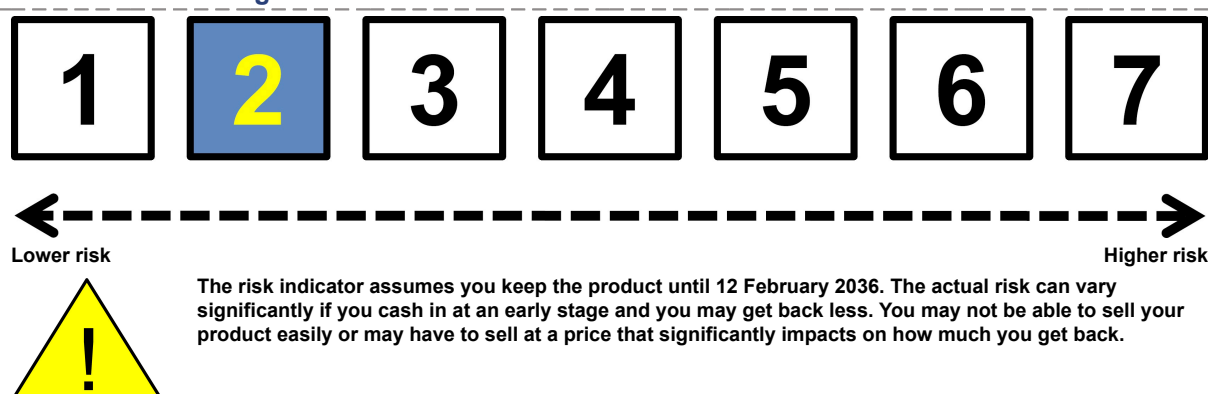 1 2 3 4 5 6 7
Lower risk Higher risk
The risk indicator assumes you keep the product until 12 February 2036. The actual risk can vary
significantly if you cash in at an early stage and you may get back less. You may not be able to sell your
product easily or may have to sell at a price that significantly impacts on how much you get back.
!